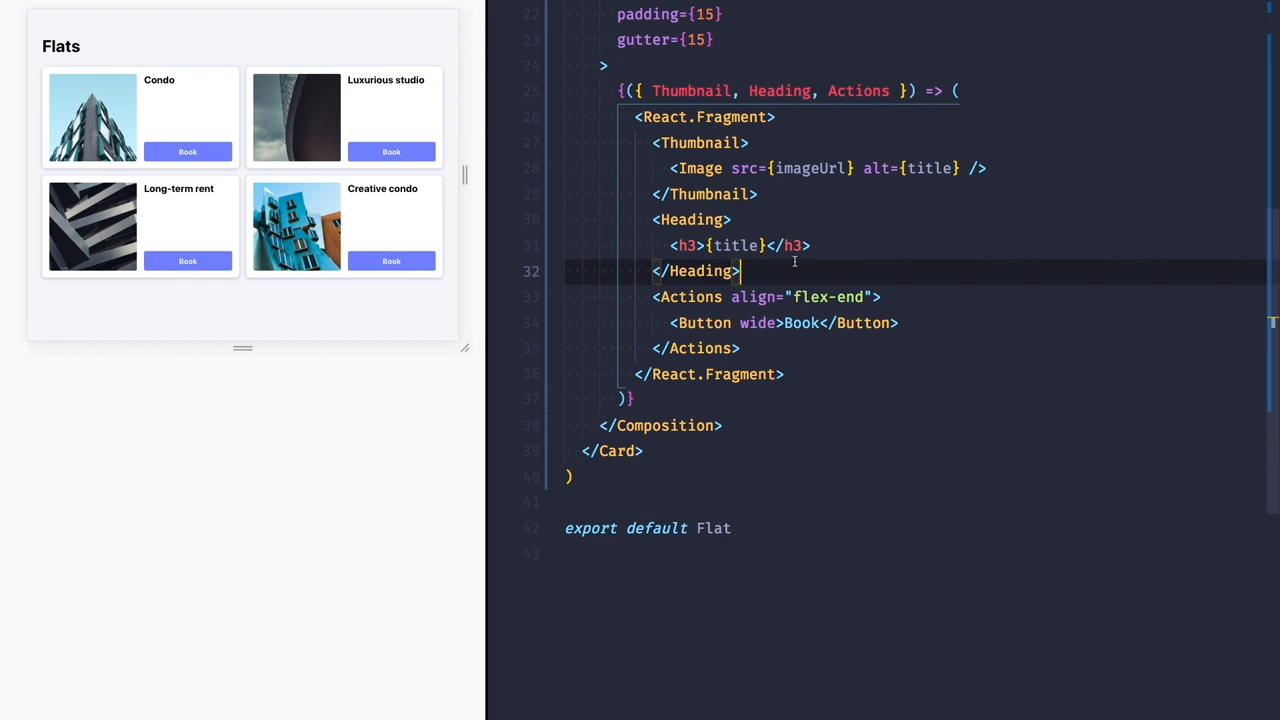 Flats
Condo
Book
Luxurious studio
Book
Long-term rent
Book
Creative condo
Book
22 padding={15}
23 gutter={15}
24 >
25 {({ Thumbnail, Heading, Actions }) => (
26 <React.Fragment>
27 <Thumbnail>
28 <Image src={imageUrl} alt={title} />
29 </Thumbnail>
30 <Heading>
31 <h3>{title}</h3>
32 </Heading>
33 <Actions align="flex-end">
34 <Button wide>Book</Button>
35 </Actions>
36 </React.Fragment>
37 )}
38 </Composition>
39 </Card>
40 )
41
42 export default Flat
43